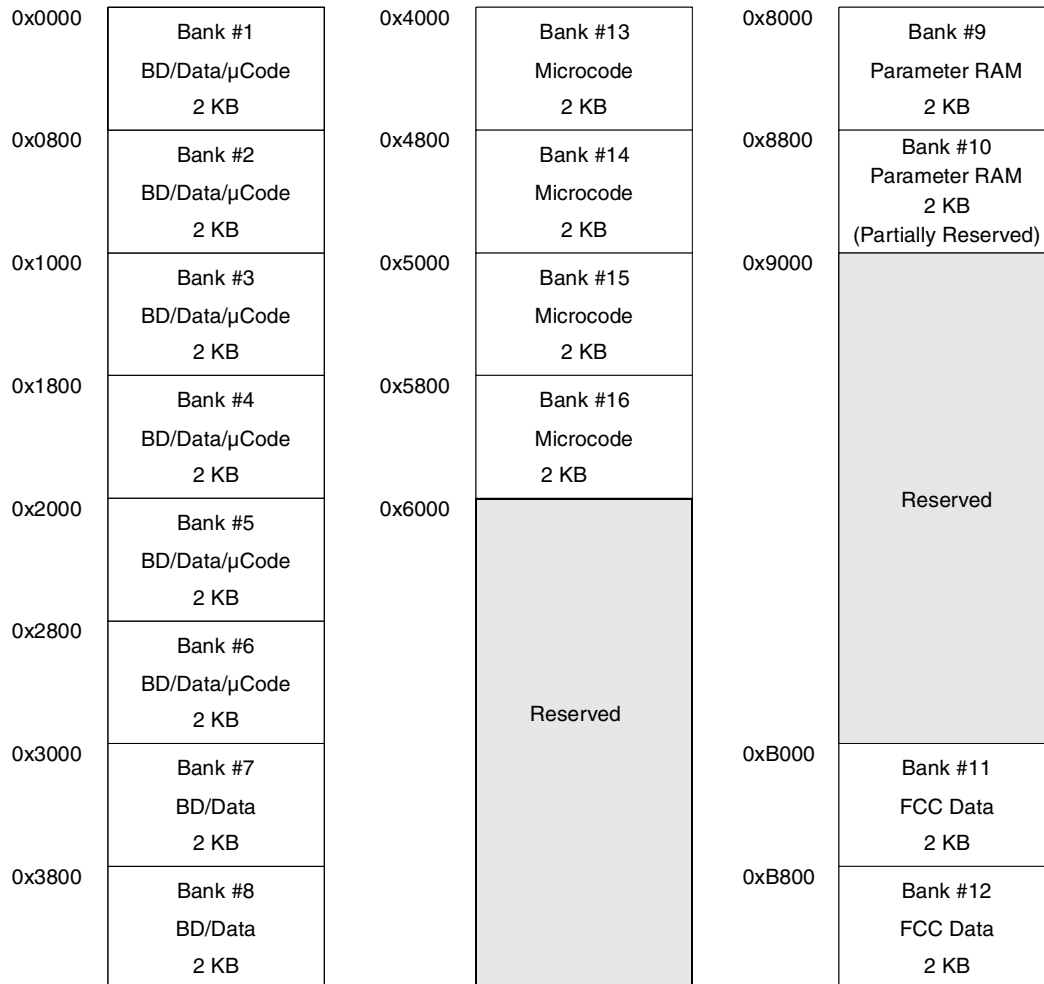 0x0000
Bank #1
BD/Data/µCode
2 KB
0x0800
Bank #2
BD/Data/µCode
2 KB
0x1000
Bank #3
BD/Data/µCode
2 KB
0x1800
Bank #4
BD/Data/µCode
2 KB
0x2000
Bank #5
BD/Data/µCode
2 KB
0x2800
Bank #6
BD/Data/µCode
2 KB
0x3000
Bank #7
BD/Data
2 KB
0x3800
Bank #8
BD/Data
2 KB
0x4000
Bank #13
Microcode
2 KB
0x4800
Bank #14
Microcode
2 KB
0x5000
Bank #15
Microcode
2 KB
0x5800
Bank #16
Microcode
2 KB
0x6000
Reserved
0x8000
Bank #9
Parameter RAM
2 KB
0x8800
Bank #10
Parameter RAM
2 KB
(Partially Reserved)
0x9000
Reserved
0xB000
Bank #11
FCC Data
2 KB
0xB800
Bank #12
FCC Data
2 KB